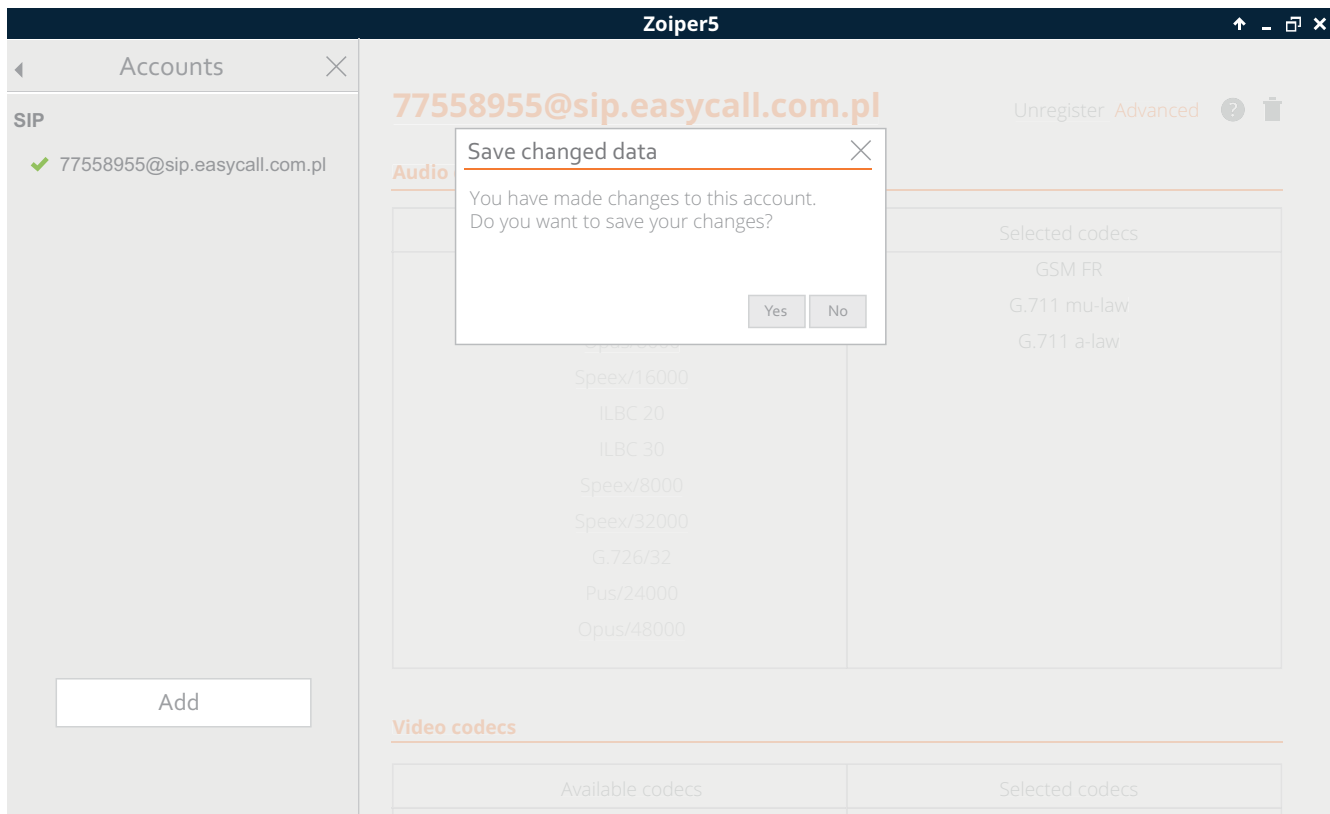 Zoiper5
Accounts
SIP
77558955@sip.easycall.com.pl
Add
77558955@sip.easycall.com.pl
Unregister Advanced ?
Audio
Save changed data
You have made changes to this account.
Do you want to save your changes?
Yes No
Selected codecs
GSM FR
G.711 mu-law
G.711 a-law
Speex/16000
ILBC 20
ILBC 30
Speex/8000
Speex/32000
G.726/32
Pus/24000
Opus/48000
Video codecs
Available codecs
Selected codecs